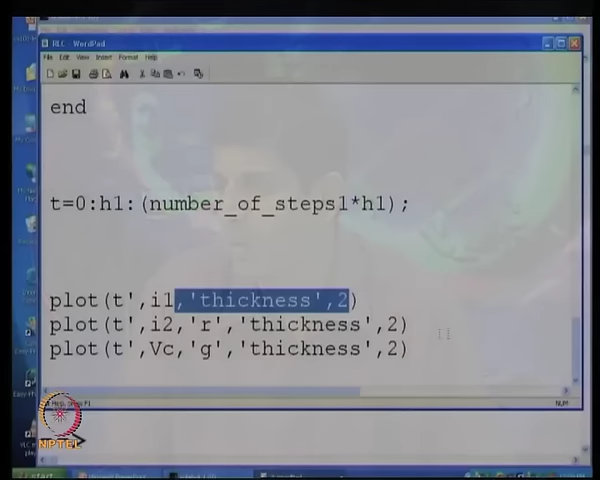 RLC - WordPad
File Edit View Insert Format Help
end
t=0:h1:(number_of_steps1*h1);
plot(t',i1,'thickness',2)
plot(t',i2,'r','thickness',2)
plot(t',Vc,'g','thickness',2)
NUM
NPTEL
start